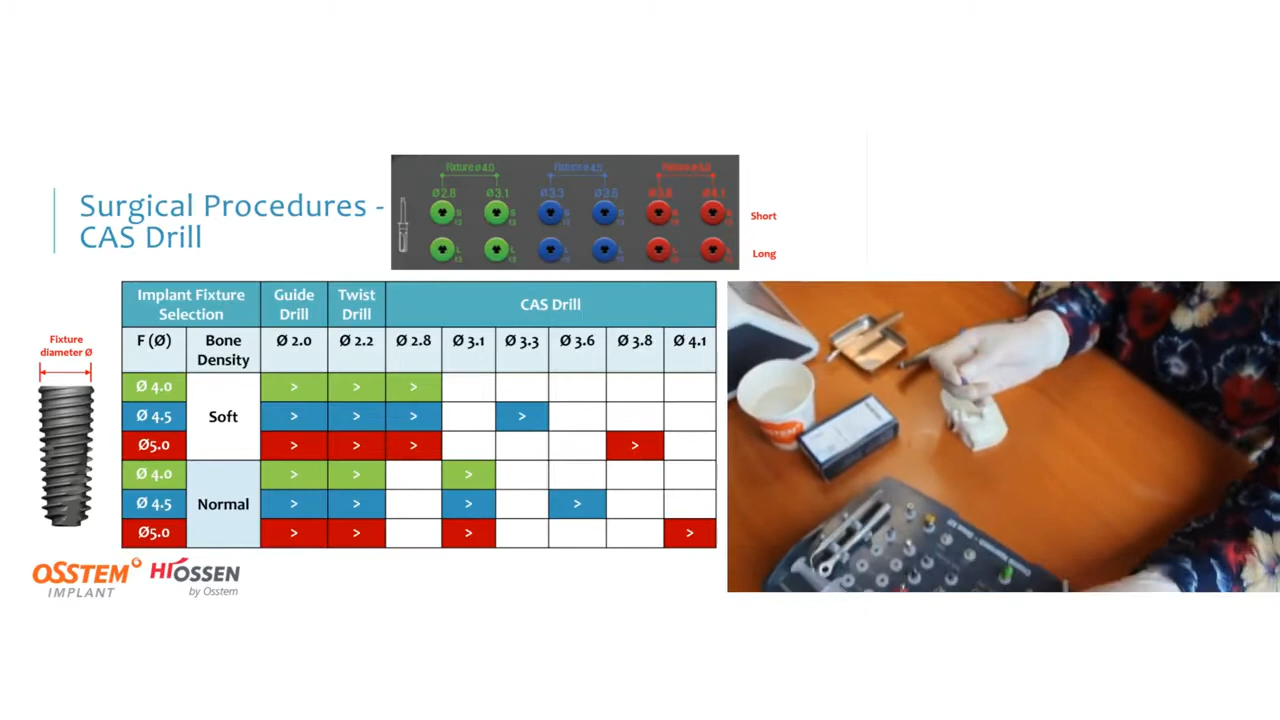 Surgical Procedures -
CAS Drill
Fixture ø 4.0
Fixture ø 4.5
Ø2.8
Ø3.1
Ø3.3
Ø3.6
Short
Long
Fixture
diameter Ø
Implant Fixture
Selection
Guide
Drill
Twist
Drill
CAS Drill
F (Ø)
Bone
Density
Ø 2.0
Ø 2.2
Ø 2.8
Ø 3.1
Ø 3.3
Ø 3.6
Ø 3.8
Ø 4.1
Ø 4.0 > > >
Ø 4.5 Soft > > > >
Ø5.0 > > > >
Ø 4.0 > > >
Ø 4.5 Normal > > > >
Ø5.0 > > > >
OSSTEM
IMPLANT
HIOSSEN
by Osstem
OSSTEM